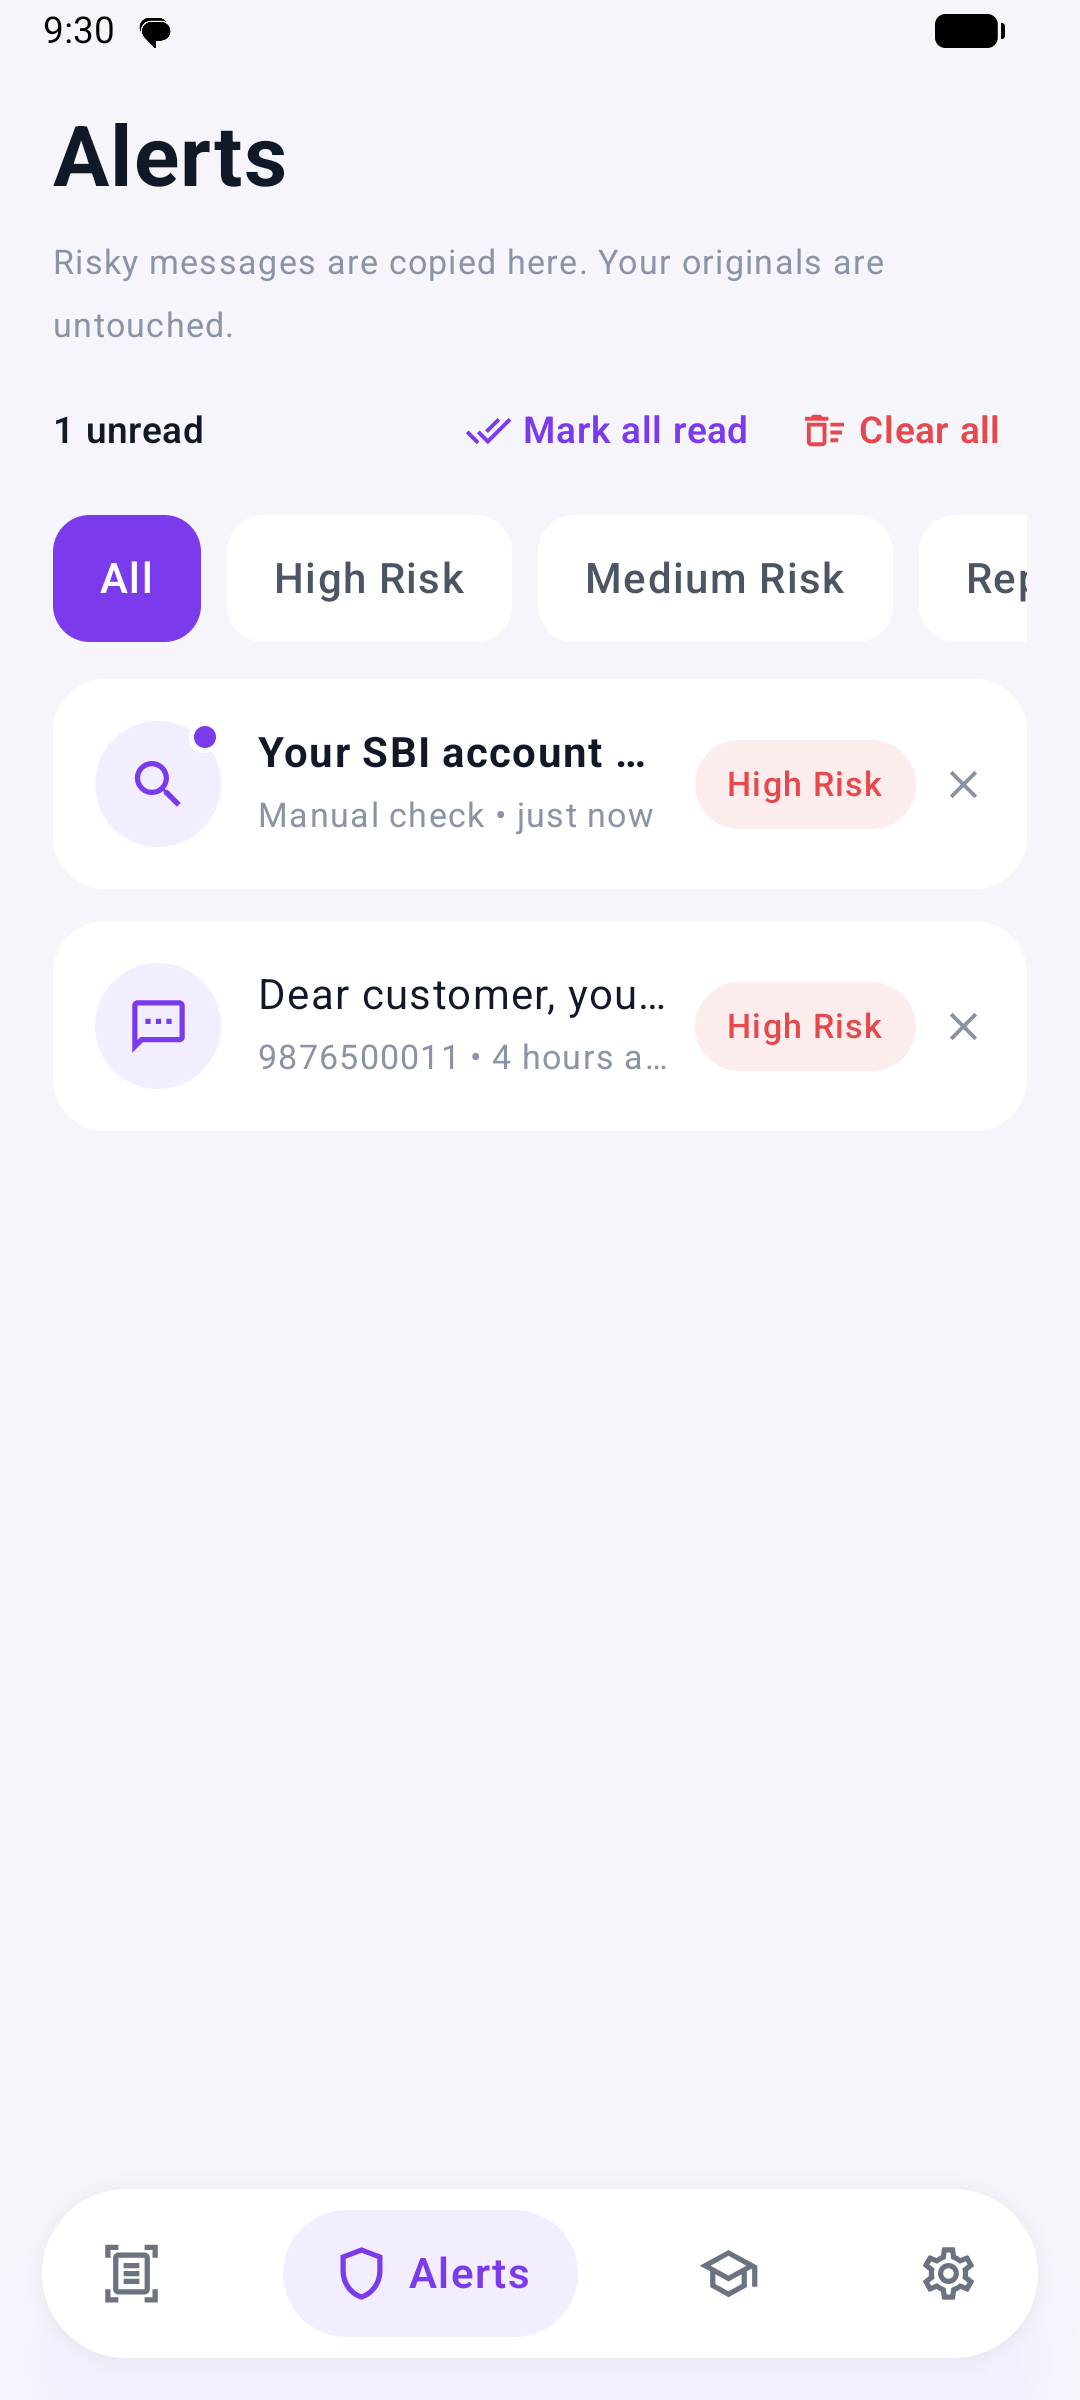 9:30
Alerts
Risky messages are copied here. Your originals are
untouched.
1 unread
Mark all read
Clear all
All
High Risk
Medium Risk
Rep
Your SBI account ...
Manual check • just now
High Risk
Dear customer, you...
9876500011 • 4 hours a...
High Risk
Alerts